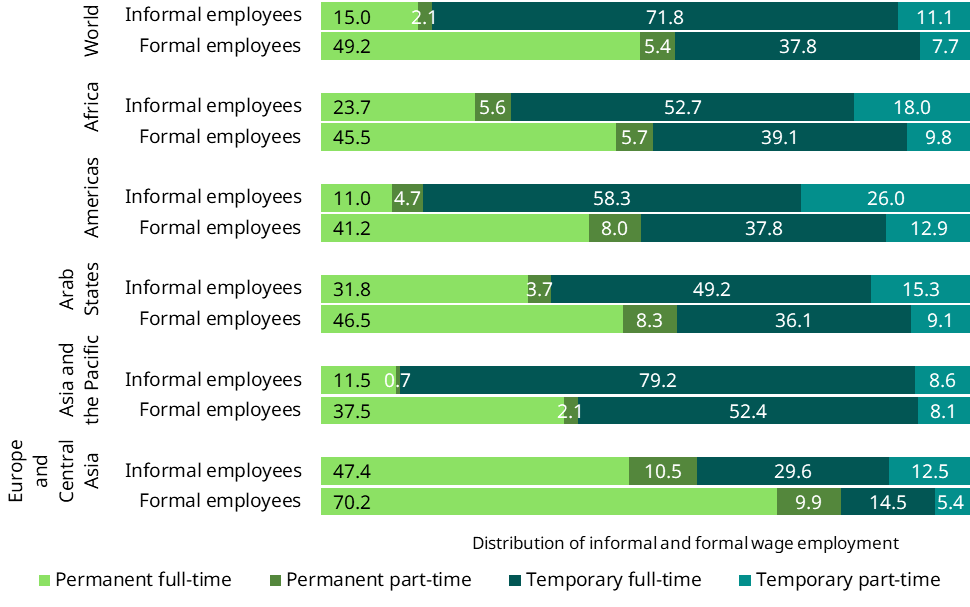 World
Informal employees 15.0 2.1 71.8 11.1
Formal employees 49.2 5.4 37.8 7.7
Africa
Informal employees 23.7 5.6 52.7 18.0
Formal employees 45.5 5.7 39.1 9.8
Americas
Informal employees 11.0 4.7 58.3 26.0
Formal employees 41.2 8.0 37.8 12.9
Arab
States
Informal employees 31.8 3.7 49.2 15.3
Formal employees 46.5 8.3 36.1 9.1
Asia and
the Pacific
Informal employees 11.5 0.7 79.2 8.6
Formal employees 37.5 2.1 52.4 8.1
Europe
and
Central
Asia
Informal employees 47.4 10.5 29.6 12.5
Formal employees 70.2 9.9 14.5 5.4
Distribution of informal and formal wage employment
Permanent full-time Permanent part-time Temporary full-time Temporary part-time